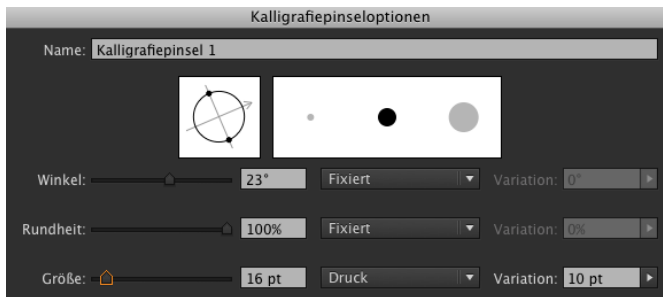 Kalligrafiepinseloptionen
Name: Kalligrafiepinsel 1
Winkel: 23° Fixiert Variation: 0°
Rundheit: 100% Fixiert Variation: 0%
Größe: 16 pt Druck Variation: 10 pt